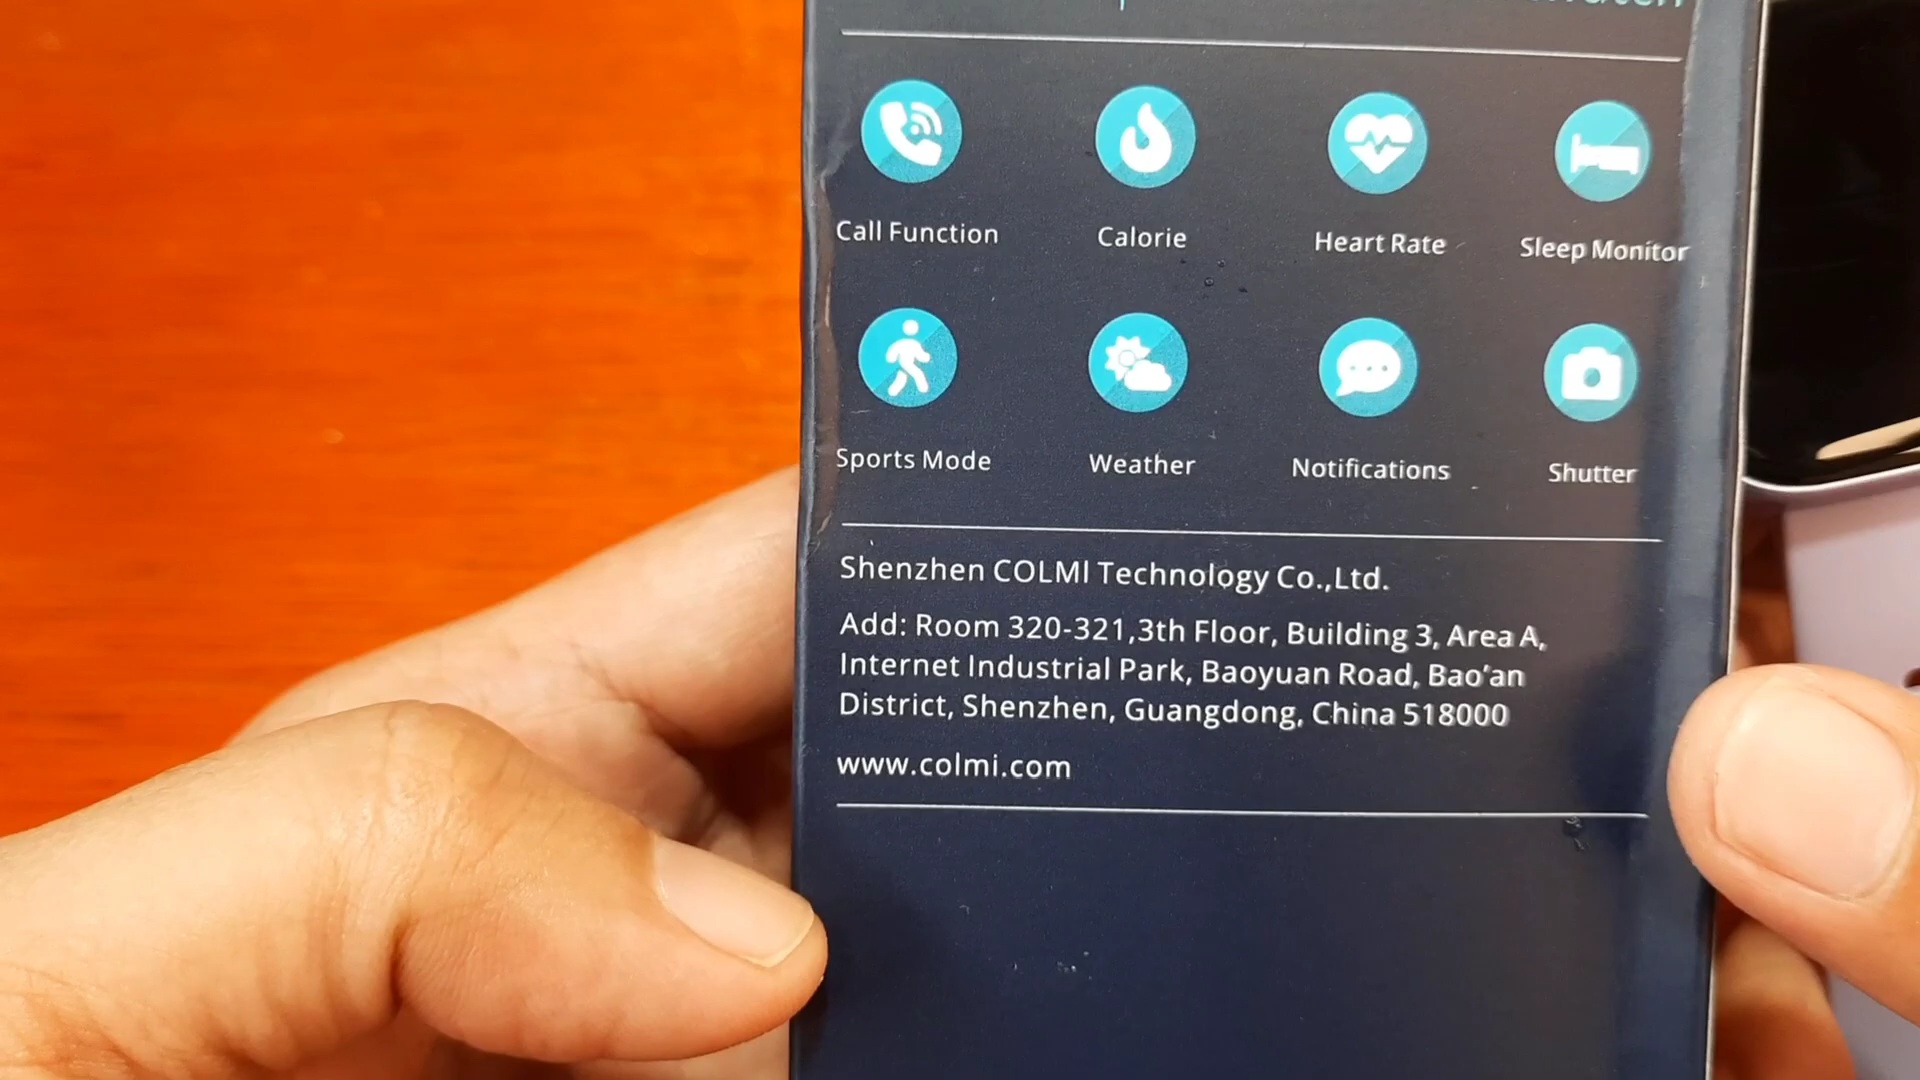 Call Function
Calorie
Heart Rate
Sleep Monitor
Sports Mode
Weather
Notifications
Shutter
Shenzhen COLMI Technology Co.,Ltd.
Add: Room 320-321,3th Floor, Building 3, Area A,
Internet Industrial Park, Baoyuan Road, Bao’an
District, Shenzhen, Guangdong, China 518000
www.colmi.com